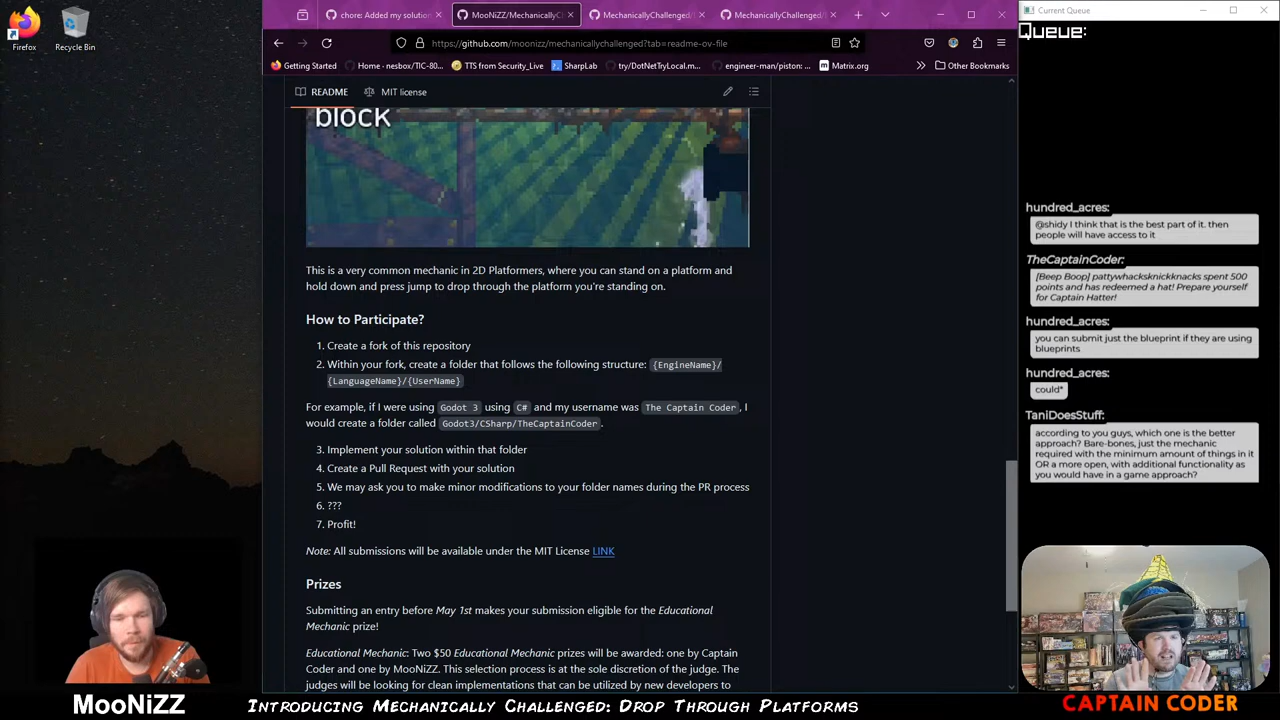 Firefox
Recycle Bin
chore: Added my solution
MooNiZZ/MechanicallyC
MechanicallyChallenged/
MechanicallyChallenged/
https://github.com/moonizz/mechanicallychallenged?tab=readme-ov-file
Getting Started
Home - nesbox/TIC-80...
TTS from Security_Live
SharpLab
try/DotNetTryLocal.m...
engineer-man/piston: ...
Matrix.org
Other Bookmarks
README
MIT license
block
This is a very common mechanic in 2D Platformers, where you can stand on a platform and
hold down and press jump to drop through the platform you're standing on.
How to Participate?
1. Create a fork of this repository
2. Within your fork, create a folder that follows the following structure: {EngineName}/
{LanguageName}/{UserName}
For example, if I were using Godot 3 using C# and my username was The Captain Coder, I
would create a folder called Godot3/CSharp/TheCaptainCoder.
3. Implement your solution within that folder
4. Create a Pull Request with your solution
5. We may ask you to make minor modifications to your folder names during the PR process
6. ???
7. Profit!
Note: All submissions will be available under the MIT License LINK
Prizes
Submitting an entry before May 1st makes your submission eligible for the Educational
Mechanic prize!
Educational Mechanic: Two $50 Educational Mechanic prizes will be awarded: one by Captain
Coder and one by MooNiZZ. This selection process is at the sole discretion of the judge. The
judges will be looking for clean implementations that can be utilized by new developers to
Current Queue
Queue:
hundred_acres:
@shidy I think that is the best part of it. then
people will have access to it
TheCaptainCoder:
[Beep Boop] pattywhacksknickknacks spent 500
points and has redeemed a hat! Prepare yourself
for Captain Hatter!
hundred_acres:
you can submit just the blueprint if they are using
blueprints
hundred_acres:
could*
TaniDoesStuff:
according to you guys, which one is the better
approach? Bare-bones, just the mechanic
required with the minimum amount of things in it
OR a more open, with additional functionality as
you would have in a game approach?
MooNiZZ
Introducing Mechanically Challenged: Drop Through Platforms
CAPTAIN CODER